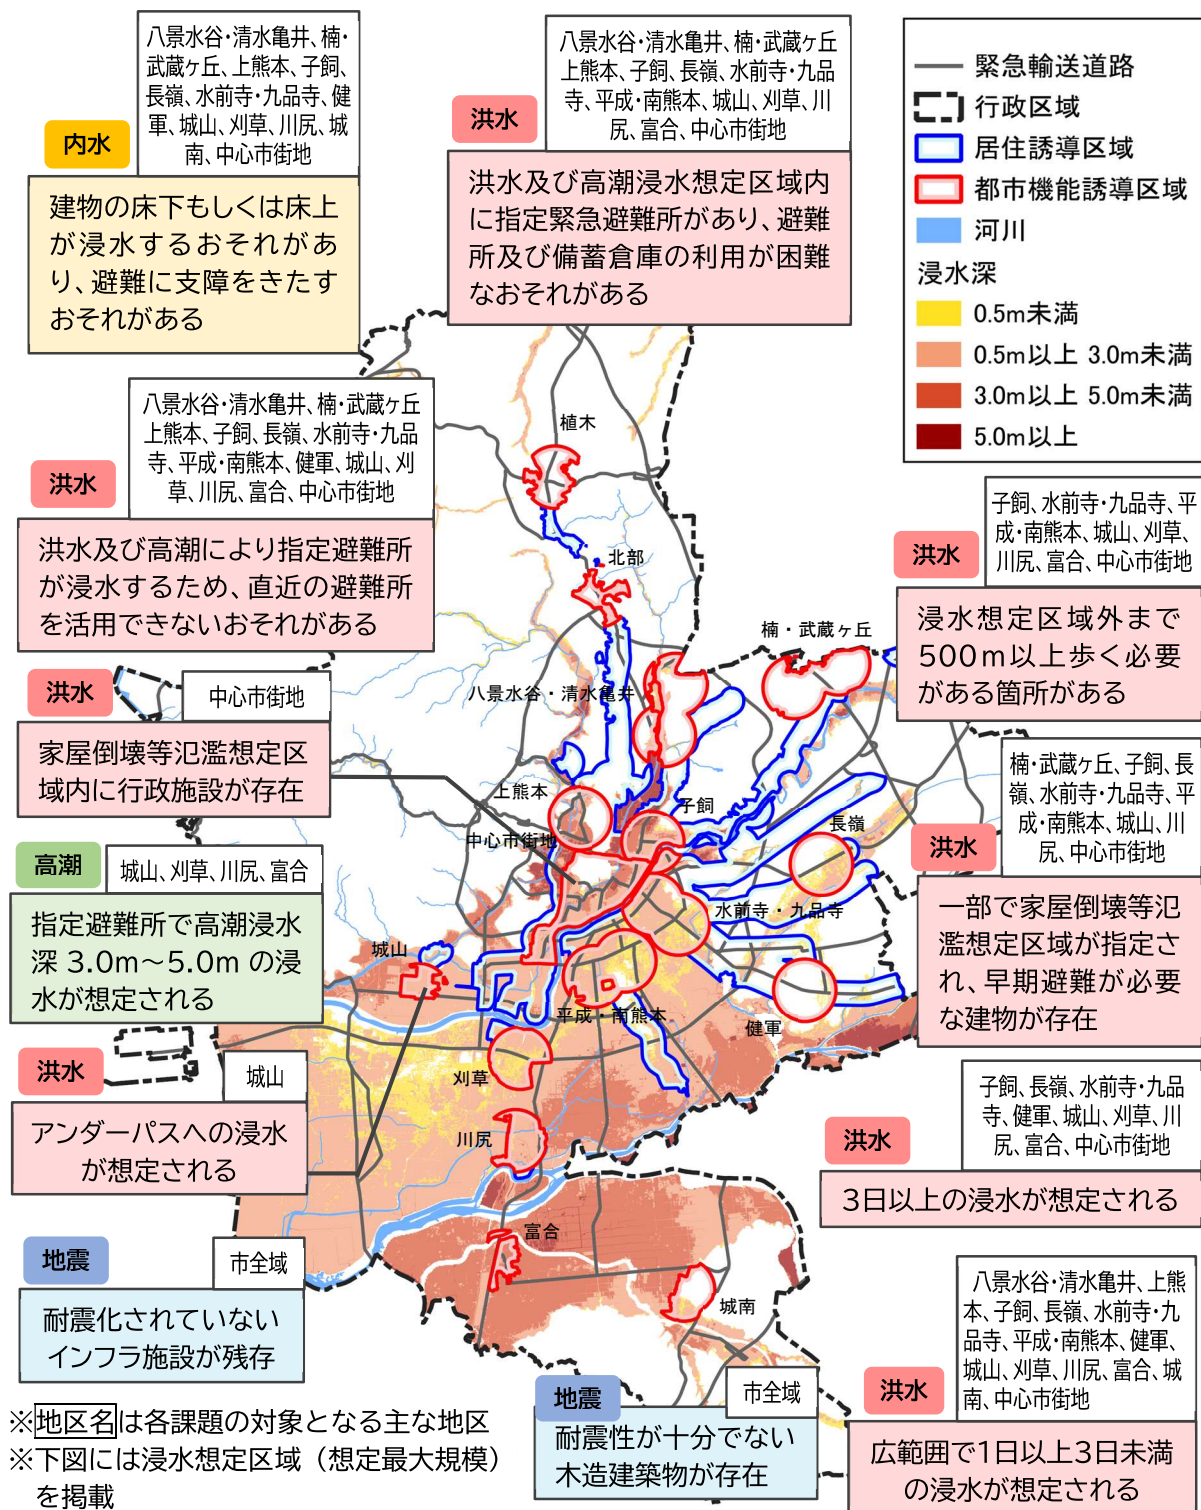 八景水谷・清水亀井、楠・
武蔵ヶ丘、上熊本、子飼、
長嶺、水前寺・九品寺、健
軍、城山、刈草、川尻、城
南、中心市街地
内水
建物の床下もしくは床上
が浸水するおそれがあ
り、避難に支障をきたす
おそれがある
八景水谷・清水亀井、楠・武蔵ヶ丘
上熊本、子飼、長嶺、水前寺・九品
寺、平成・南熊本、城山、刈草、川
尻、富合、中心市街地
洪水
洪水及び高潮浸水想定区域内
に指定緊急避難所があり、避難
所及び備蓄倉庫の利用が困難
なおそれがある
緊急輸送道路
行政区域
居住誘導区域
都市機能誘導区域
河川
浸水深
0.5m未満
0.5m以上 3.0m未満
3.0m以上 5.0m未満
5.0m以上
八景水谷・清水亀井、楠・武蔵ヶ丘
上熊本、子飼、長嶺、水前寺・九品
寺、平成・南熊本、健軍、城山、刈
草、川尻、富合、中心市街地
洪水
洪水及び高潮により指定避難所
が浸水するため、直近の避難所
を活用できないおそれがある
子飼、水前寺・九品寺、平
成・南熊本、城山、刈草、
川尻、富合、中心市街地
洪水
浸水想定区域外まで
500m以上歩く必要
がある箇所がある
洪水
中心市街地
家屋倒壊等氾濫想定区
域内に行政施設が存在
楠・武蔵ヶ丘、子飼、長
嶺、水前寺・九品寺、平
成・南熊本、城山、川
尻、中心市街地
洪水
一部で家屋倒壊等氾
濫想定区域が指定さ
れ、早期避難が必要
な建物が存在
高潮
城山、刈草、川尻、富合
指定避難所で高潮浸水
深 3.0m～5.0m の浸
水が想定される
洪水
城山
アンダーパスへの浸水
が想定される
子飼、長嶺、水前寺・九品
寺、健軍、城山、刈草、川
尻、富合、中心市街地
洪水
3日以上の浸水が想定される
地震
市全域
耐震化されていない
インフラ施設が残存
地震
市全域
耐震性が十分でない
木造建築物が存在
八景水谷・清水亀井、上熊
本、子飼、長嶺、水前寺・九
品寺、平成・南熊本、健軍、
城山、刈草、川尻、富合、城
南、中心市街地
洪水
広範囲で1日以上3日未満
の浸水が想定される
植木
北部
楠・武蔵ヶ丘
八景水谷・清水亀井
上熊本
子飼
中心市街地
長嶺
水前寺・九品寺
城山
平成・南熊本
健軍
刈草
川尻
富合
城南
※地区名は各課題の対象となる主な地区
※下図には浸水想定区域（想定最大規模）
を掲載